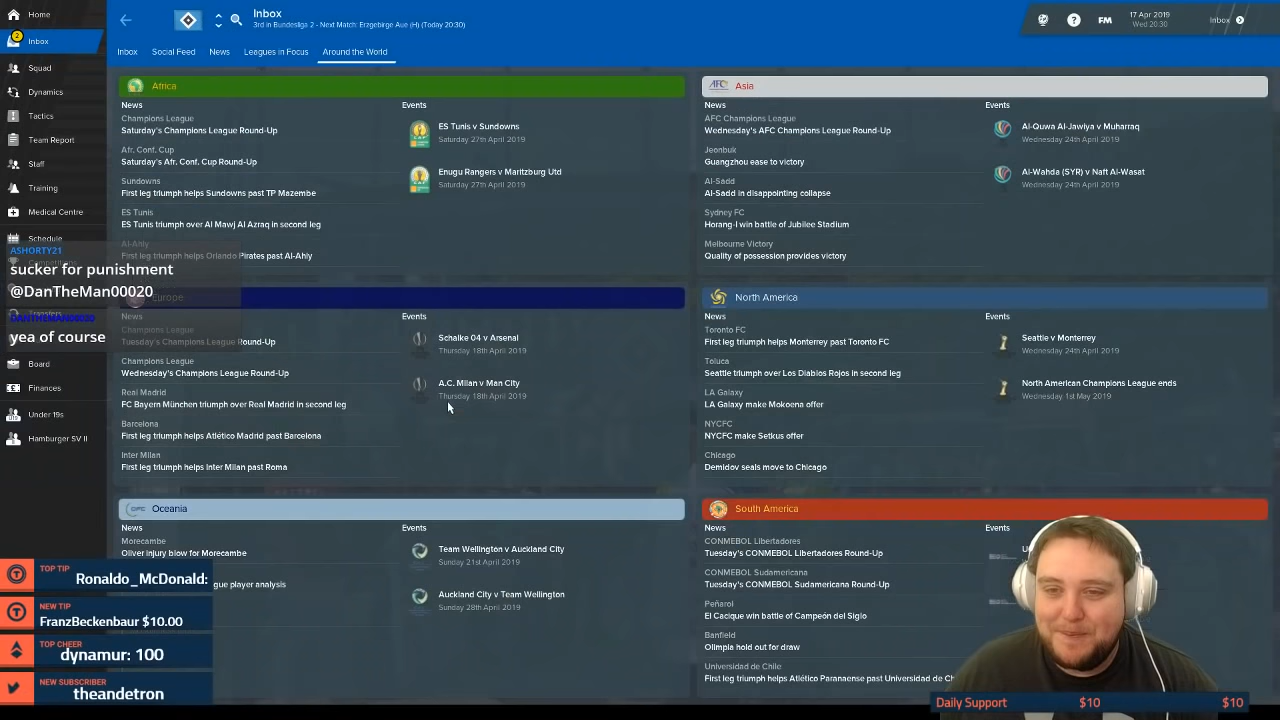 Home
Inbox
3rd in Bundesliga 2 - Next Match: Erzgebirge Aue (H) (Today 20:30)
FM
17 Apr 2019
Wed 20:30
Inbox
2
Inbox
Squad
Dynamics
Tactics
Team Report
Staff
Training
Medical Centre
Schedule
Board
Finances
Under 19s
Hamburger SV II
Inbox
Social Feed
News
Leagues in Focus
Around the World
Africa
News
Champions League
Saturday's Champions League Round-Up
Afr. Conf. Cup
Saturday's Afr. Conf. Cup Round-Up
Sundowns
First leg triumph helps Sundowns past TP Mazembe
ES Tunis
ES Tunis triumph over Al Mawj Al Azraq in second leg
Al-Ahly
First leg triumph helps Orlando Pirates past Al-Ahly
Events
ES Tunis v Sundowns
Saturday 27th April 2019
Enugu Rangers v Maritzburg Utd
Saturday 27th April 2019
AFC
Asia
News
AFC Champions League
Wednesday's AFC Champions League Round-Up
Jeonbuk
Guangzhou ease to victory
Al-Sadd
Al-Sadd in disappointing collapse
Sydney FC
Horang-I win battle of Jubilee Stadium
Melbourne Victory
Quality of possession provides victory
Events
Al-Quwa Al-Jawiya v Muharraq
Wednesday 24th April 2019
Al-Wahda (SYR) v Naft Al-Wasat
Wednesday 24th April 2019
ASHORTY21
sucker for punishment
@DanTheMan00020
DANTHEMAN00020
yea of course
Europe
News
Champions League
Tuesday's Champions League Round-Up
Champions League
Wednesday's Champions League Round-Up
Real Madrid
FC Bayern München triumph over Real Madrid in second leg
Barcelona
First leg triumph helps Atlético Madrid past Barcelona
Inter Milan
First leg triumph helps Inter Milan past Roma
Events
Schalke 04 v Arsenal
Thursday 18th April 2019
A.C. Milan v Man City
Thursday 18th April 2019
North America
News
Toronto FC
First leg triumph helps Monterrey past Toronto FC
Toluca
Seattle triumph over Los Diablos Rojos in second leg
LA Galaxy
LA Galaxy make Mokoena offer
NYCFC
NYCFC make Setkus offer
Chicago
Demidov seals move to Chicago
Events
Seattle v Monterrey
Wednesday 24th April 2019
North American Champions League ends
Wednesday 1st May 2019
OFC
Oceania
News
Morecambe
Oliver injury blow for Morecambe
gue player analysis
Events
Team Wellington v Auckland City
Sunday 21st April 2019
Auckland City v Team Wellington
Sunday 28th April 2019
South America
News
CONMEBOL Libertadores
Tuesday's CONMEBOL Libertadores Round-Up
CONMEBOL Sudamericana
Tuesday's CONMEBOL Sudamericana Round-Up
Peñarol
El Cacique win battle of Campeón del Siglo
Banfield
Olimpia hold out for draw
Universidad de Chile
First leg triumph helps Atlético Paranaense past Universidad de Ch
Events
TOP TIP
Ronaldo_McDonald:
NEW TIP
FranzBeckenbaur $10.00
TOP CHEER
dynamur: 100
NEW SUBSCRIBER
theandetron
Daily Support
$10
$10